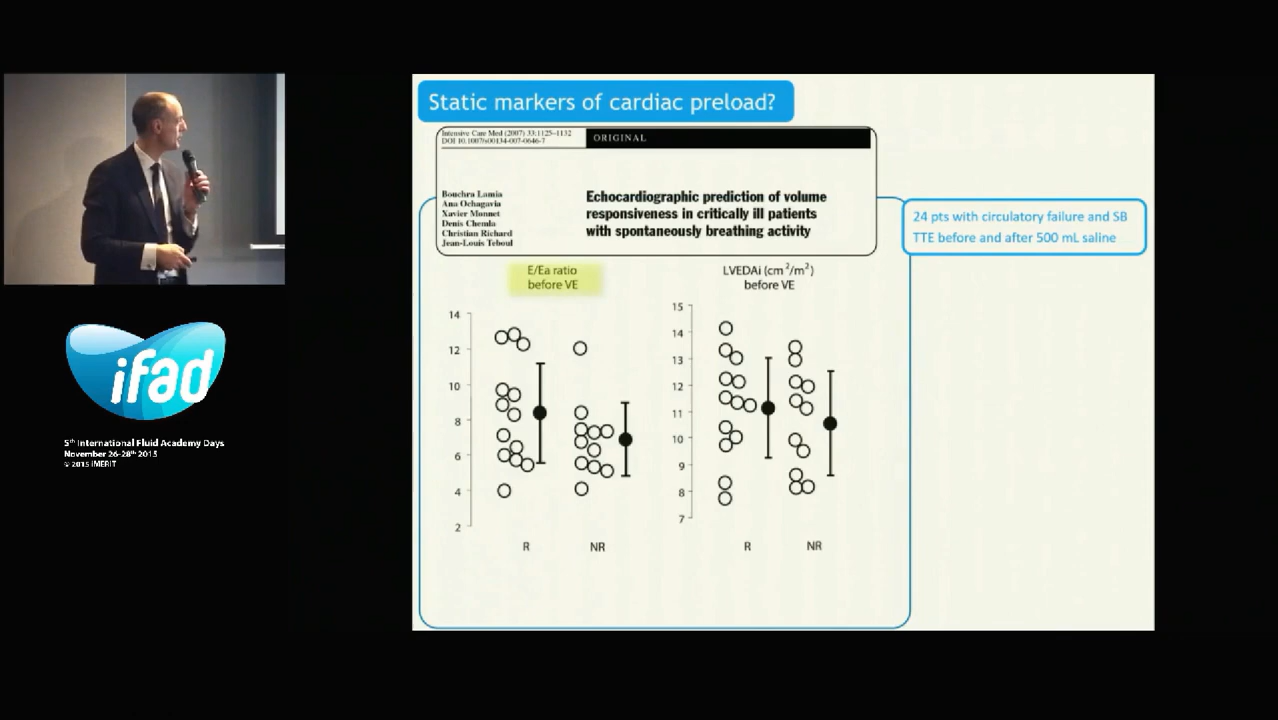 Static markers of cardiac preload?
Intensive Care Med (2007) 33:1125–1132
DOI 10.1007/s00134-007-0646-7
ORIGINAL
Bouchra Lamia
Ana Ochagavia
Xavier Monnet
Denis Chemla
Christian Richard
Jean-Louis Teboul
Echocardiographic prediction of volume
responsiveness in critically ill patients
with spontaneously breathing activity
24 pts with circulatory failure and SB
TTE before and after 500 mL saline
E/Ea ratio
before VE
14
12
10
8
6
4
2
R
NR
LVEDAi (cm²/m²)
before VE
15
14
13
12
11
10
9
8
7
R
NR
ifad
5th International Fluid Academy Days
November 26-28th 2015
© 2015 iMERiT